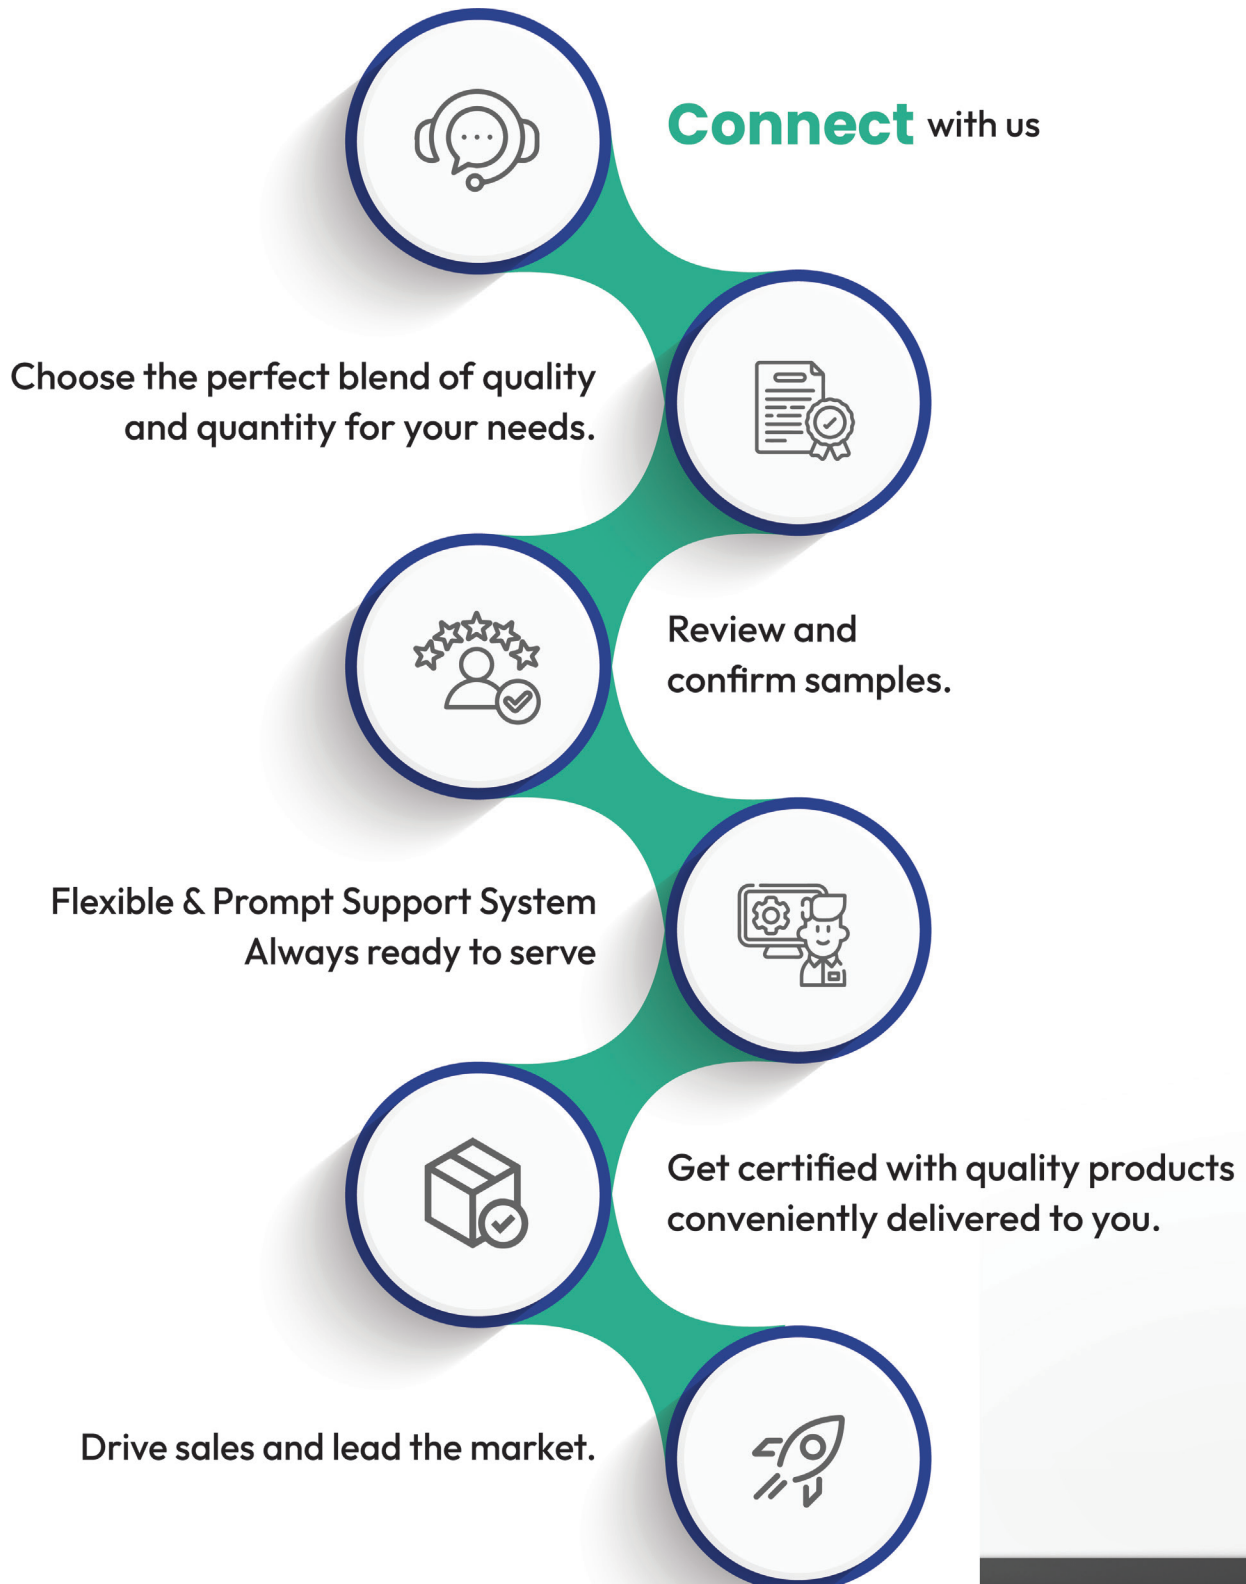 Connect with us
Choose the perfect blend of quality
and quantity for your needs.
Review and
confirm samples.
Flexible & Prompt Support System
Always ready to serve
Get certified with quality products
conveniently delivered to you.
Drive sales and lead the market.